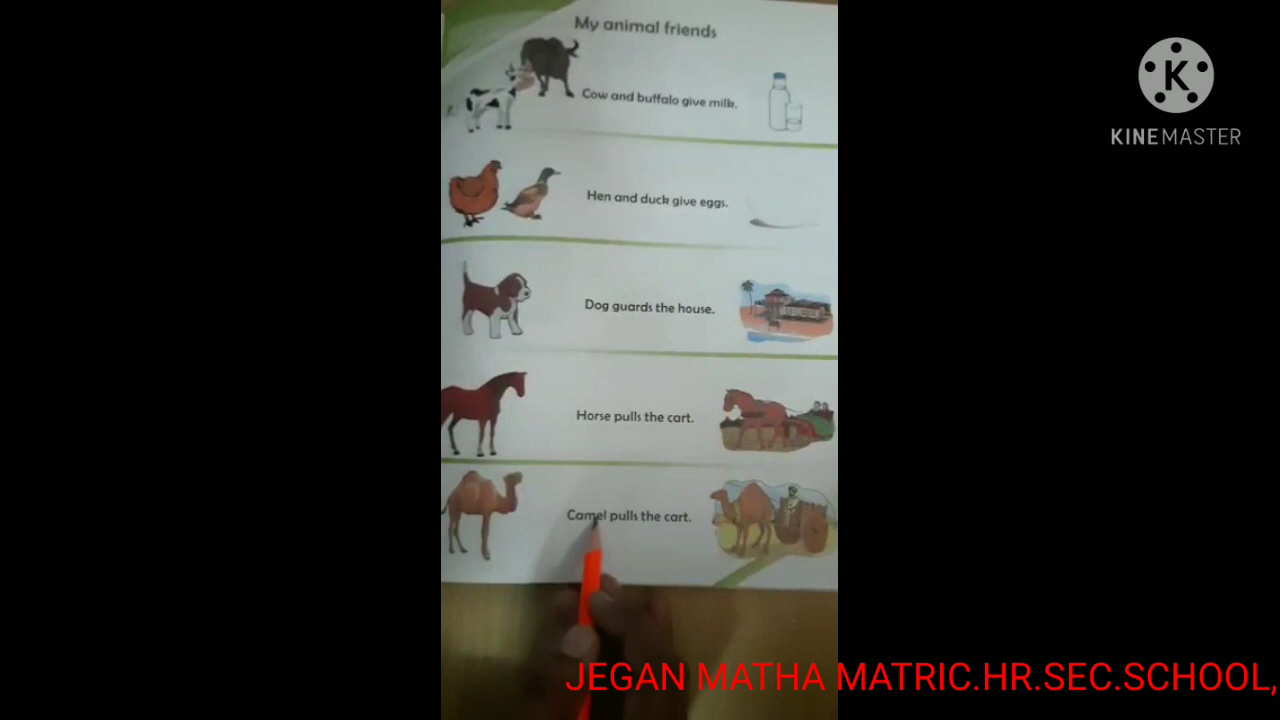 My animal friends
Cow and buffalo give milk.
Hen and duck give eggs.
Dog guards the house.
Horse pulls the cart.
Camel pulls the cart.
K
KINEMASTER
JEGAN MATHA MATRIC.HR.SEC.SCHOOL,